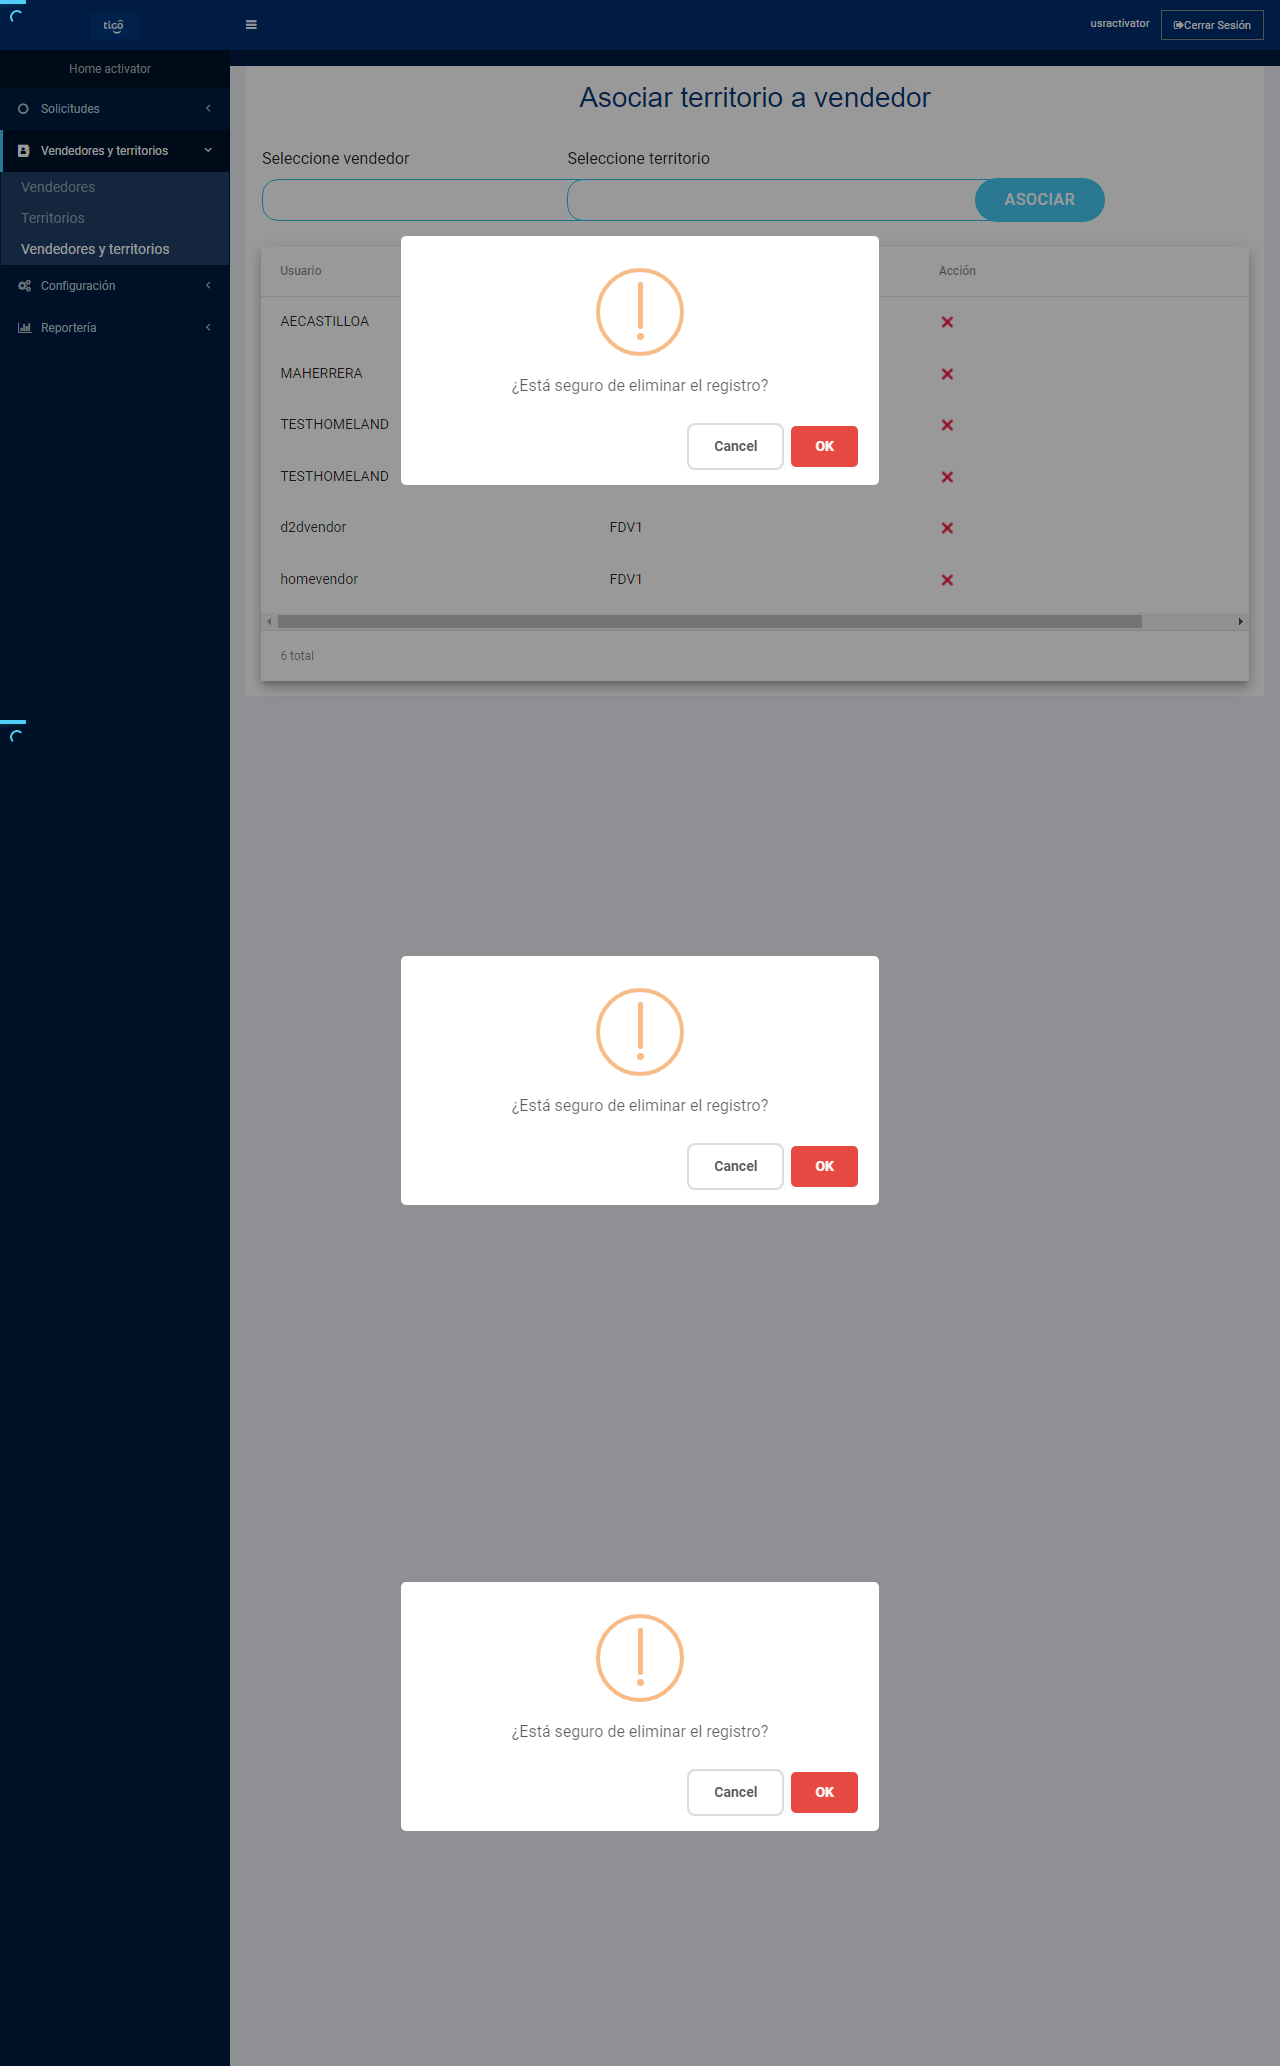 tigo
usractivator
Cerrar Sesión
Home activator
Solicitudes
Vendedores y territorios
Vendedores
Territorios
Vendedores y territorios
Configuración
Reportería
Asociar territorio a vendedor
Seleccione vendedor
Seleccione territorio
ASOCIAR
Usuario
Acción
AECASTILLOA
MAHERRERA
TESTHOMELAND
TESTHOMELAND
d2dvendor FDV1
homevendor FDV1
6 total
¿Está seguro de eliminar el registro?
Cancel OK
¿Está seguro de eliminar el registro?
Cancel OK
¿Está seguro de eliminar el registro?
Cancel OK